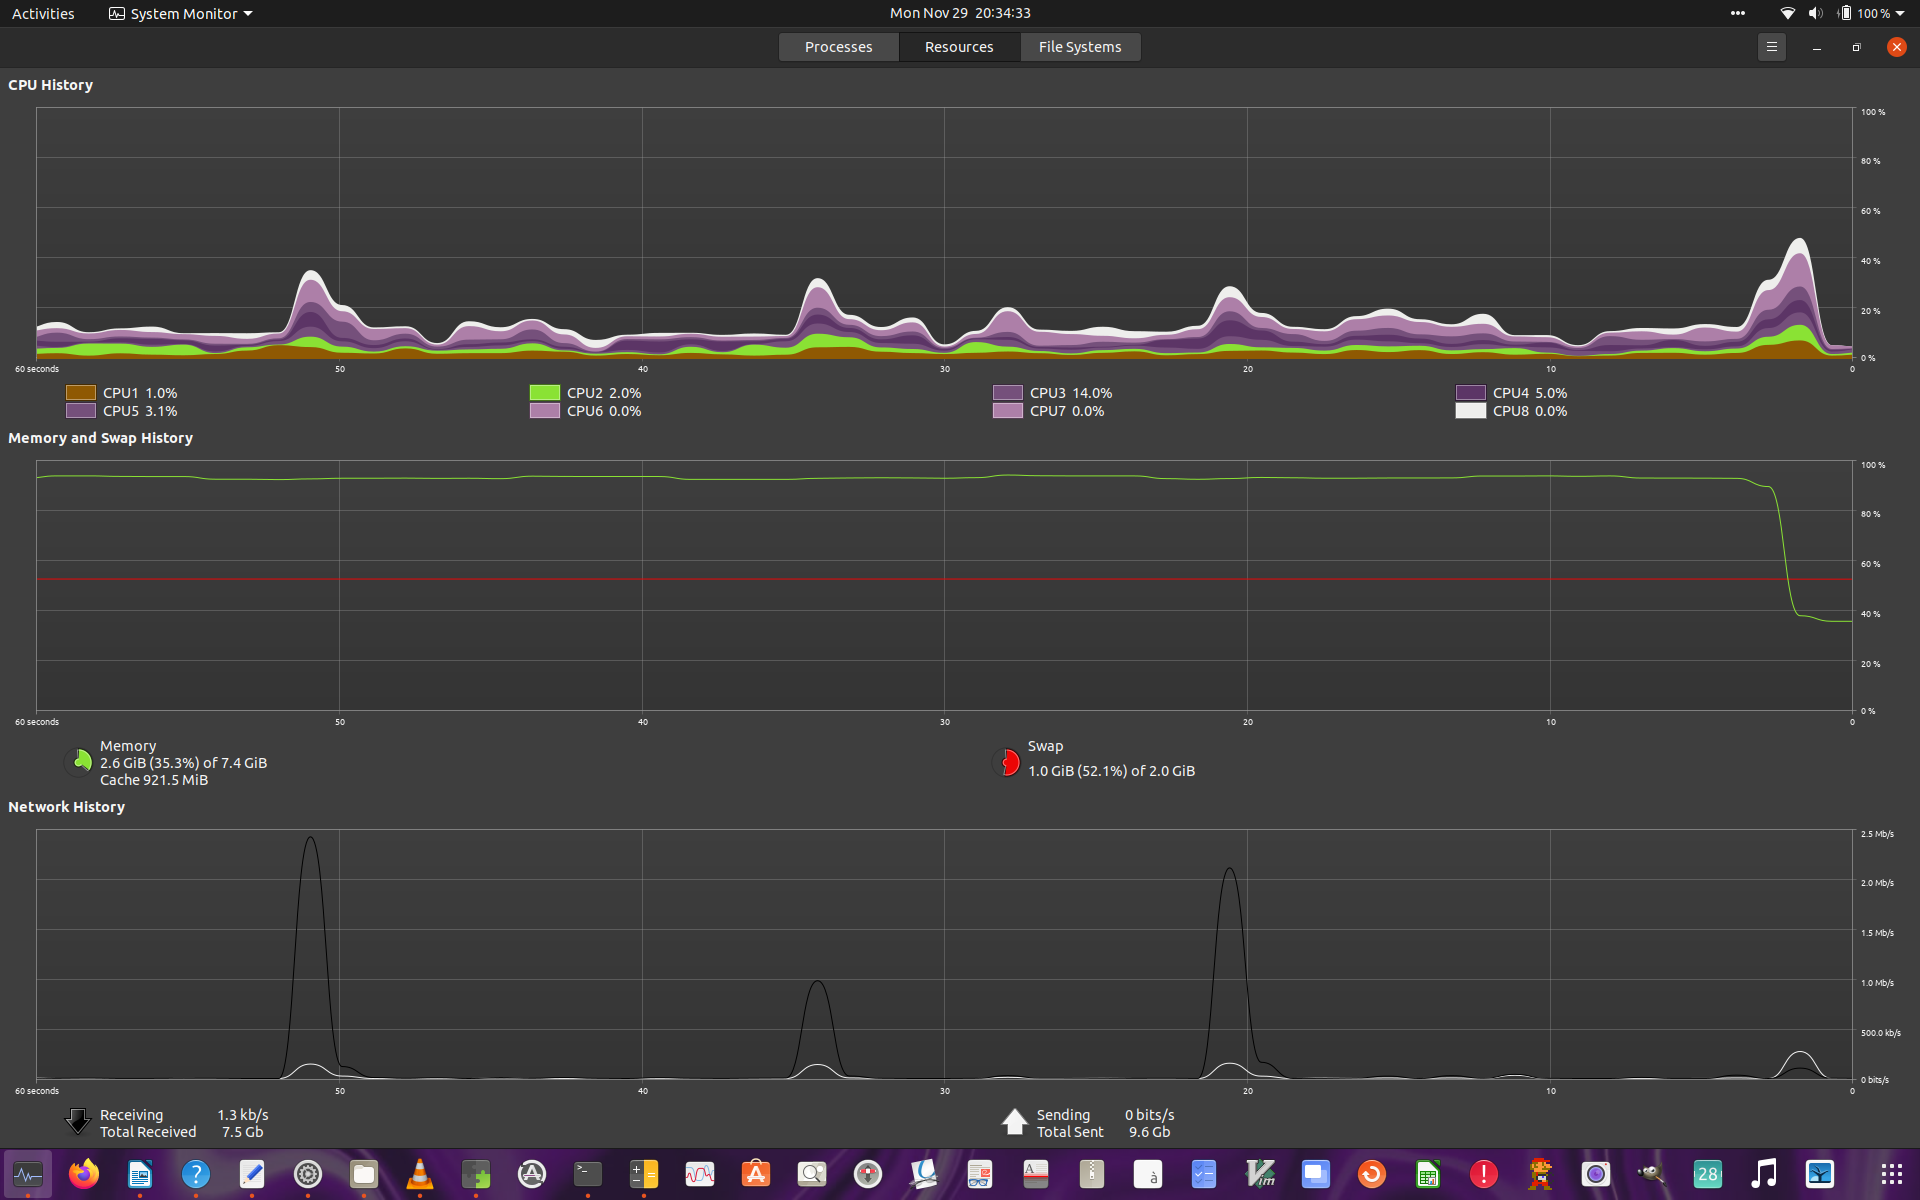 Activities System Monitor Mon Nov 29 20:34:33 100 %
Processes Resources File Systems
CPU History
100 %
80 %
60 %
40 %
20 %
0 %
60 seconds 50 40 30 20 10 0
CPU1 1.0% CPU2 2.0% CPU3 14.0% CPU4 5.0%
CPU5 3.1% CPU6 0.0% CPU7 0.0% CPU8 0.0%
Memory and Swap History
100 %
80 %
60 %
40 %
20 %
0 %
60 seconds 50 40 30 20 10 0
Memory
2.6 GiB (35.3%) of 7.4 GiB
Cache 921.5 MiB
Swap
1.0 GiB (52.1%) of 2.0 GiB
Network History
2.5 Mb/s
2.0 Mb/s
1.5 Mb/s
1.0 Mb/s
500.0 kb/s
0 bits/s
60 seconds 50 40 30 20 10 0
Receiving 1.3 kb/s
Total Received 7.5 Gb
Sending 0 bits/s
Total Sent 9.6 Gb
? >_ A A à Vim ! 28